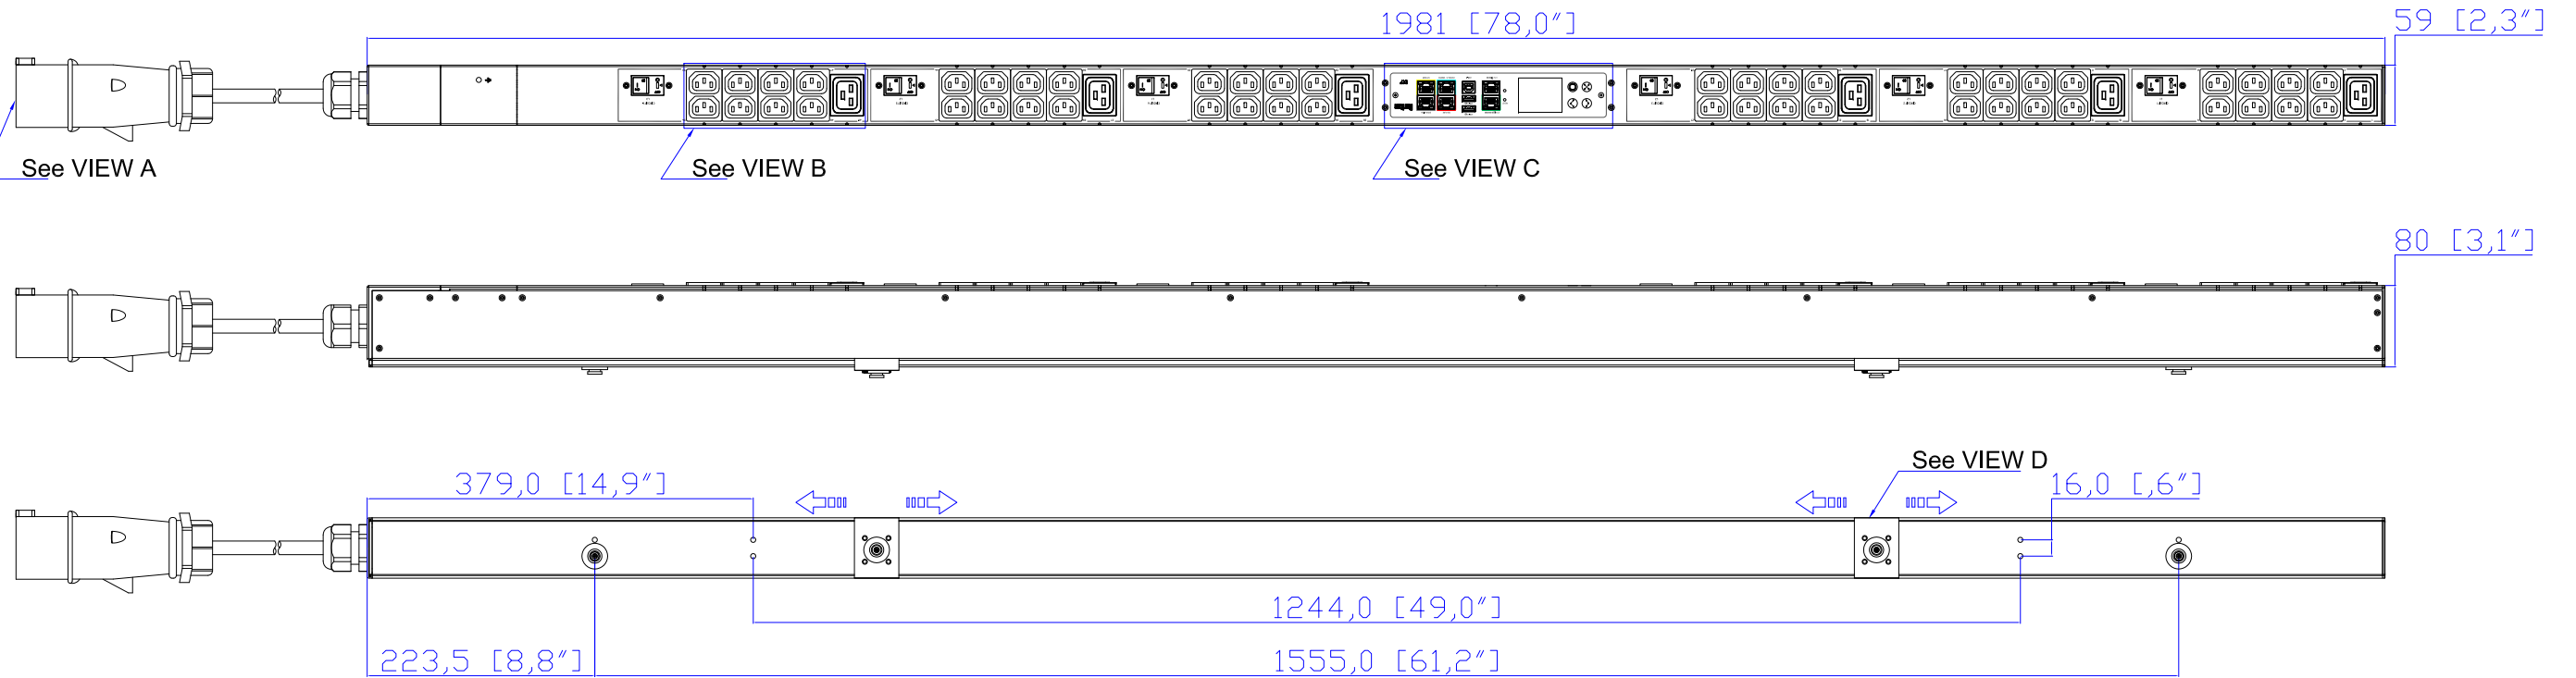 1981 [78,0"]
59 [2,3"]
See VIEW A
See VIEW B
See VIEW C
80 [3,1"]
See VIEW D
379,0 [14,9"]
16,0 [,6"]
1244,0 [49,0"]
223,5 [8,8"]
1555,0 [61,2"]